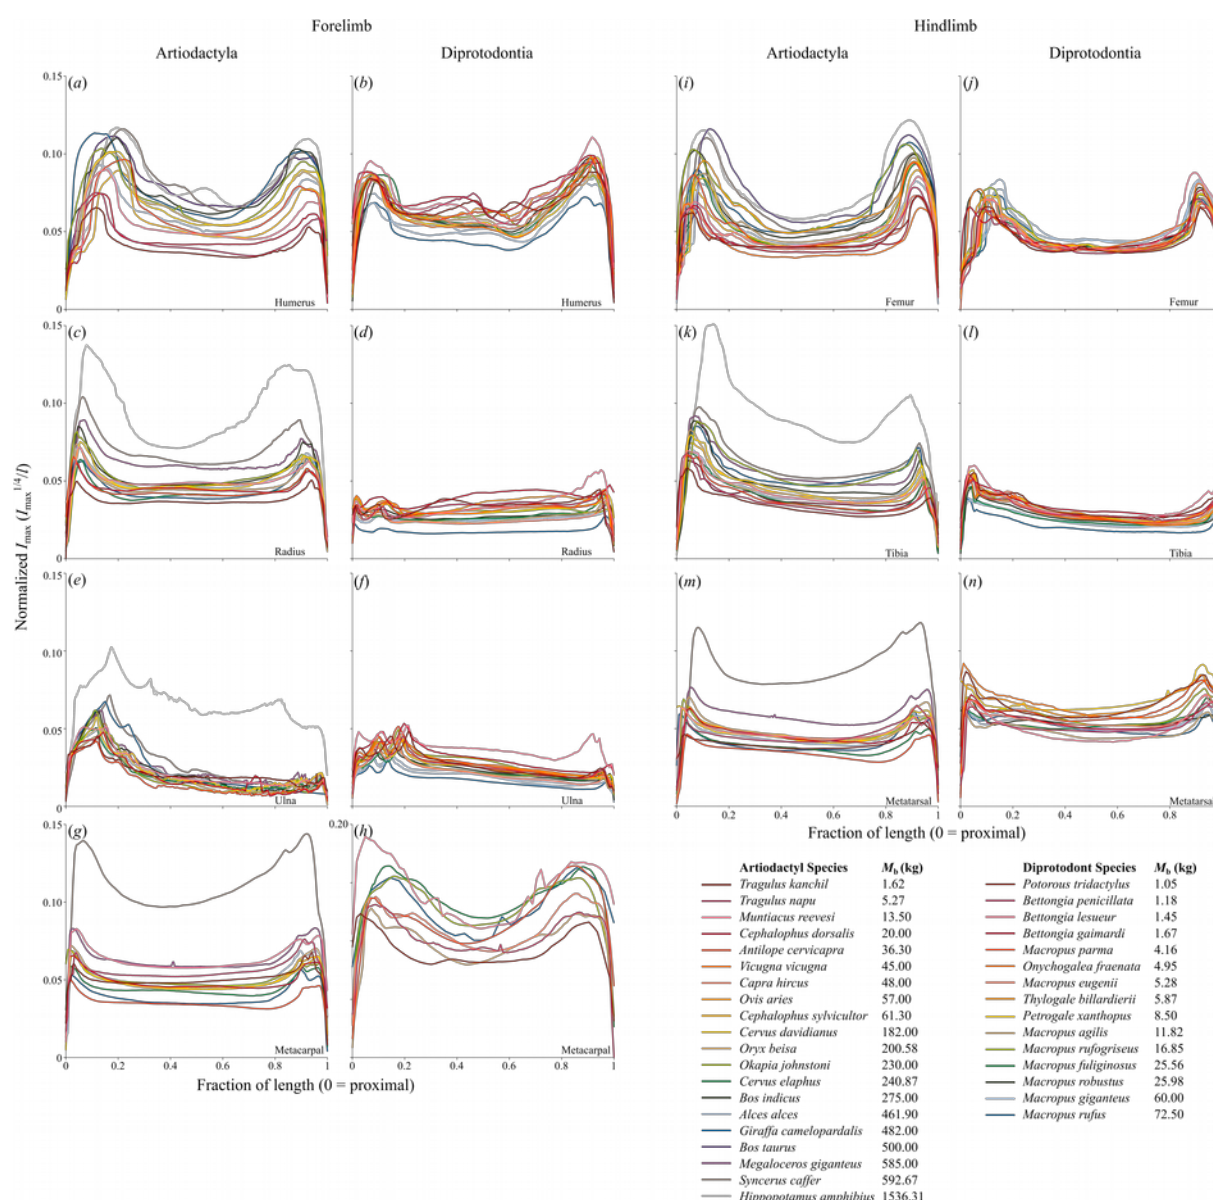 Forelimb Hindlimb
Artiodactyla Diprotodontia Artiodactyla Diprotodontia
0.15 (a) (b) (i) (j)
0.10
0.05
0 Humerus Humerus Femur Femur
0.15 (c) (d) (k) (l)
0.10
0.05
0 Radius Radius Tibia Tibia
Normalized Imax (Imax^1/4/l)
0.15 (e) (f) (m) (n)
0.10
0.05
0 Ulna Ulna Metatarsal Metatarsal
0 0.2 0.4 0.6 0.8 1 0 0.2 0.4 0.6 0.8 1
Fraction of length (0 = proximal)
0.15 (g) 0.20 (h)
0.10
0.05
0 Metacarpal Metacarpal
0 0.2 0.4 0.6 0.8 1 0 0.2 0.4 0.6 0.8 1
Fraction of length (0 = proximal)
Artiodactyl Species Mb (kg)
Tragulus kanchil 1.62
Tragulus napu 5.27
Muntiacus reevesi 13.50
Cephalophus dorsalis 20.00
Antilope cervicapra 36.30
Vicugna vicugna 45.00
Capra hircus 48.00
Ovis aries 57.00
Cephalophus sylvicultor 61.30
Cervus davidianus 182.00
Oryx beisa 200.58
Okapia johnstoni 230.00
Cervus elaphus 240.87
Bos indicus 275.00
Alces alces 461.90
Giraffa camelopardalis 482.00
Bos taurus 500.00
Megaloceros giganteus 585.00
Syncerus caffer 592.67
Hippopotamus amphibius 1536.31
Diprotodont Species Mb (kg)
Potorous tridactylus 1.05
Bettongia penicillata 1.18
Bettongia lesueur 1.45
Bettongia gaimardi 1.67
Macropus parma 4.16
Onychogalea fraenata 4.95
Macropus eugenii 5.28
Thylogale billardierii 5.87
Petrogale xanthopus 8.50
Macropus agilis 11.82
Macropus rufogriseus 16.85
Macropus fuliginosus 25.56
Macropus robustus 25.98
Macropus giganteus 60.00
Macropus rufus 72.50